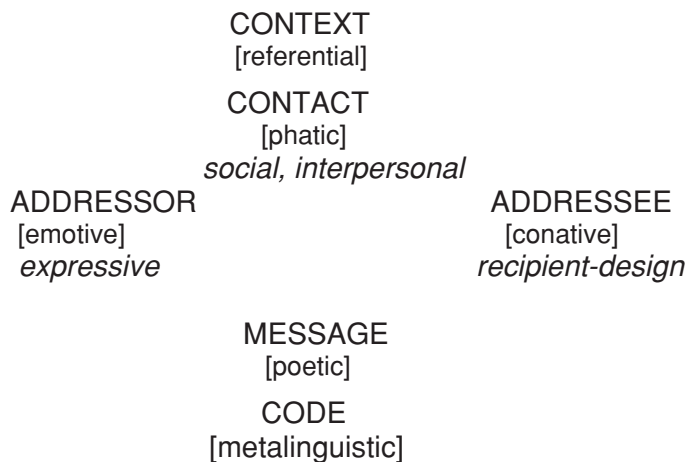 CONTEXT
[referential]
CONTACT
[phatic]
social, interpersonal
ADDRESSOR ADDRESSEE
[emotive] [conative]
expressive recipient-design
MESSAGE
[poetic]
CODE
[metalinguistic]